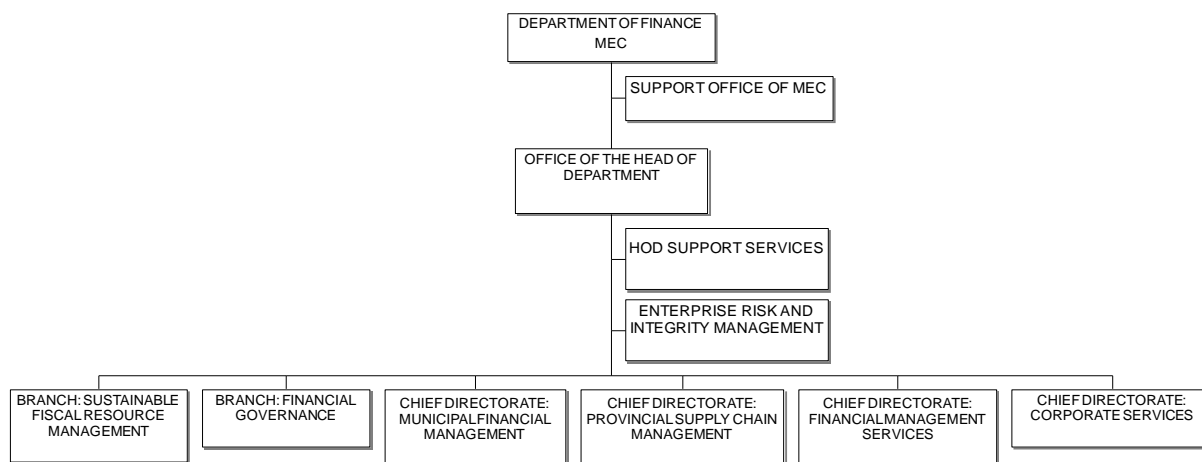 DEPARTMENT OF FINANCE
MEC
SUPPORT OFFICE OF MEC
OFFICE OF THE HEAD OF
DEPARTMENT
HOD SUPPORT SERVICES
ENTERPRISE RISK AND
INTEGRITY MANAGEMENT
BRANCH: SUSTAINABLE
FISCAL RESOURCE
MANAGEMENT
BRANCH: FINANCIAL
GOVERNANCE
CHIEF DIRECTORATE:
MUNICIPAL FINANCIAL
MANAGEMENT
CHIEF DIRECTORATE:
PROVINCIAL SUPPLY CHAIN
MANAGEMENT
CHIEF DIRECTORATE:
FINANCIAL MANAGEMENT
SERVICES
CHIEF DIRECTORATE:
CORPORATE SERVICES